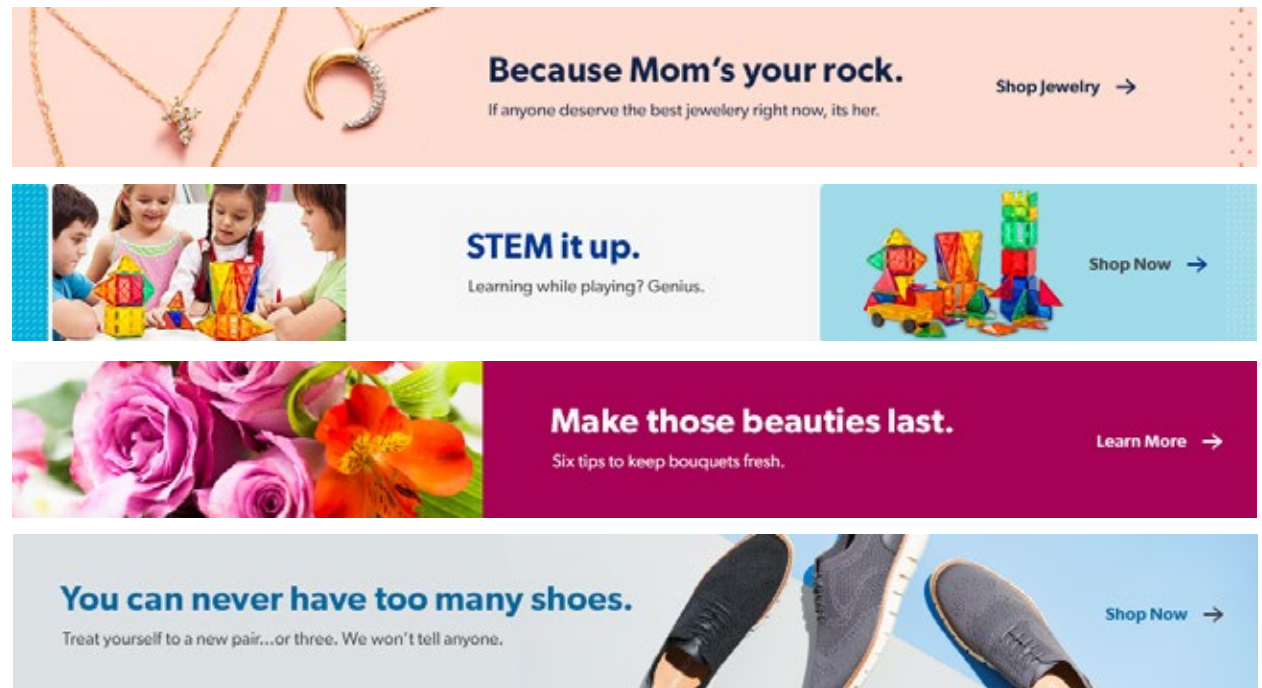 Because Mom's your rock.
If anyone deserve the best jewelery right now, its her.
Shop Jewelry
STEM it up.
Learning while playing? Genius.
Shop Now
Make those beauties last.
Six tips to keep bouquets fresh.
Learn More
You can never have too many shoes.
Treat yourself to a new pair...or three. We won't tell anyone.
Shop Now